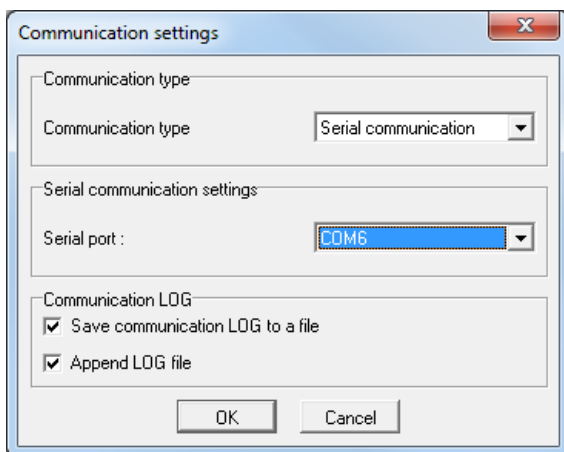 Communication settings
Communication type
Communication type
Serial communication
Serial communication settings
Serial port :
COM6
Communication LOG
Save communication LOG to a file
Append LOG file
OK
Cancel